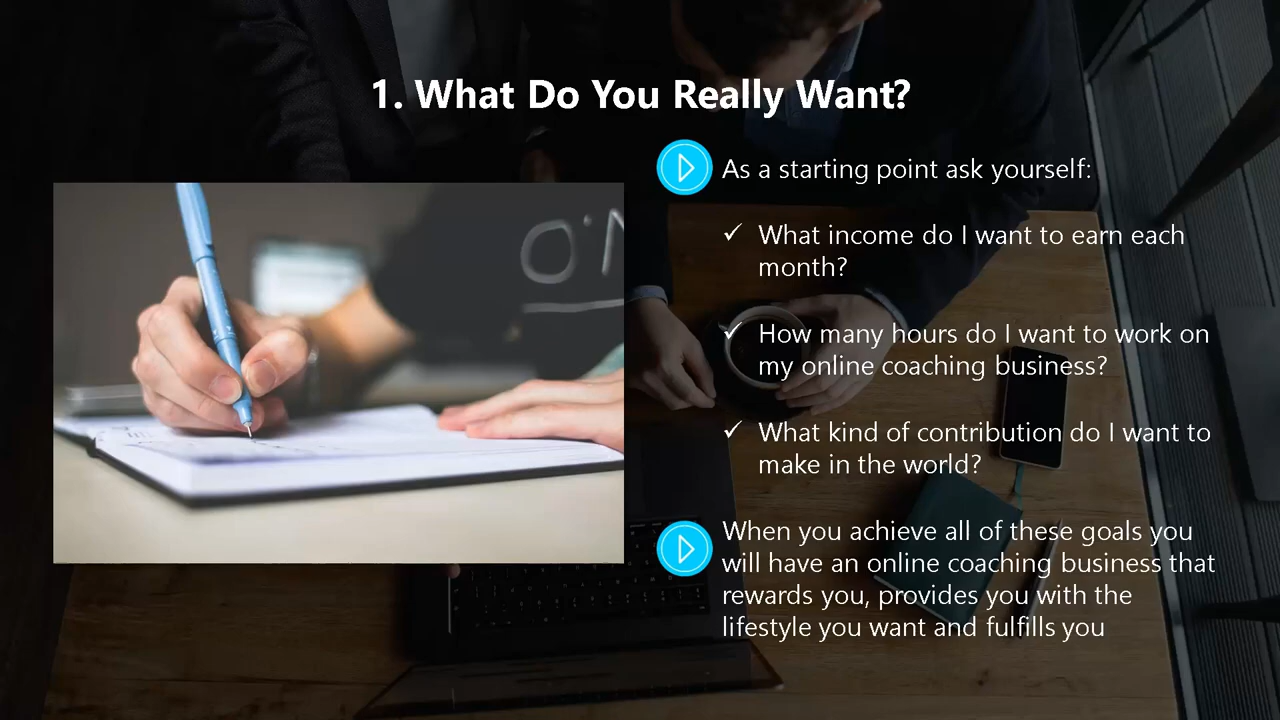 1. What Do You Really Want?
As a starting point ask yourself:
✓ What income do I want to earn each
month?
✓ How many hours do I want to work on
my online coaching business?
✓ What kind of contribution do I want to
make in the world?
When you achieve all of these goals you
will have an online coaching business that
rewards you, provides you with the
lifestyle you want and fulfills you